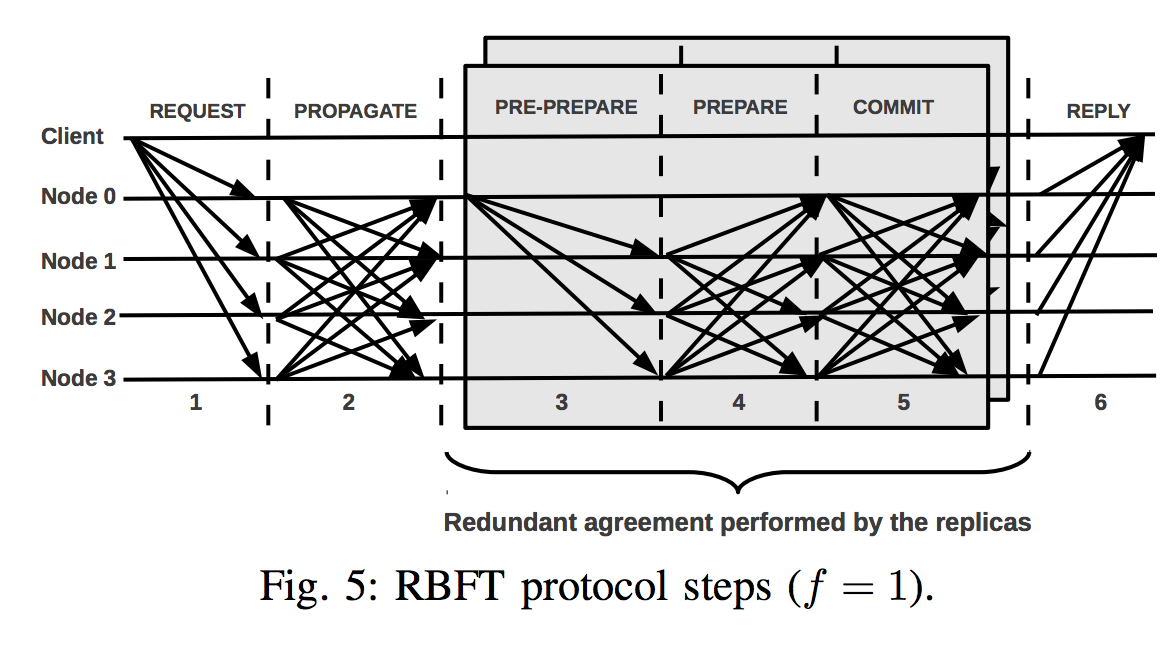 REQUEST PROPAGATE PRE-PREPARE PREPARE COMMIT REPLY
Client
Node 0
Node 1
Node 2
Node 3
1 2 3 4 5 6
Redundant agreement performed by the replicas
Fig. 5: RBFT protocol steps (f = 1).